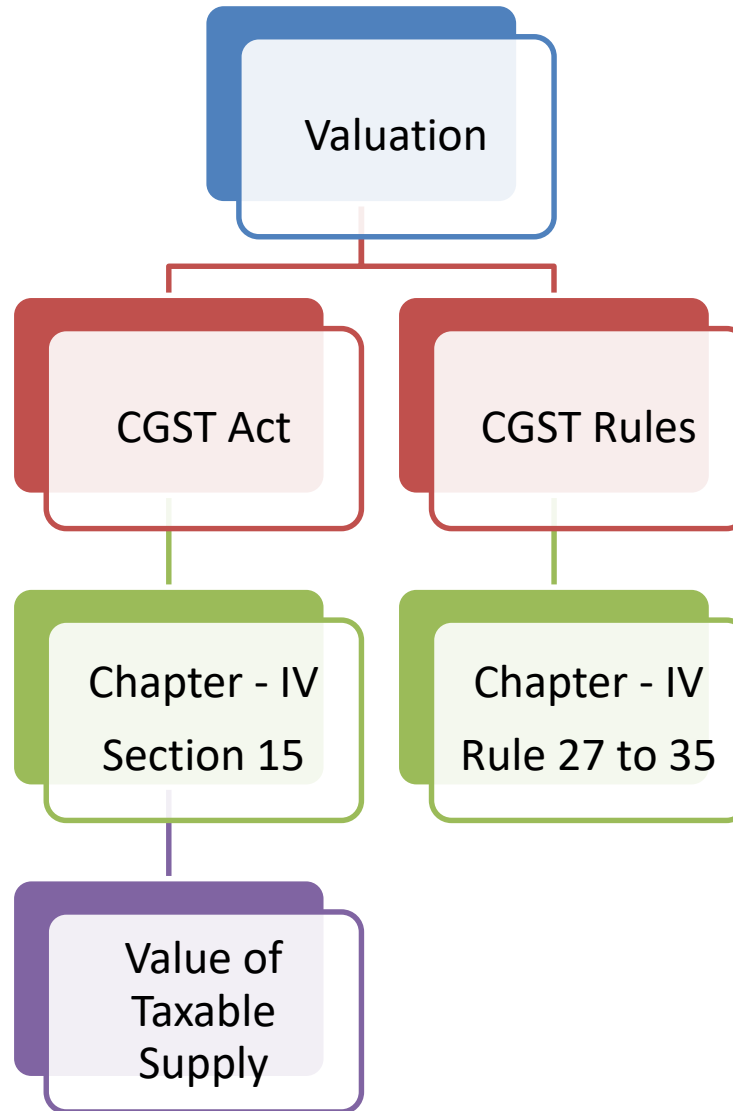 Valuation
CGST Act
CGST Rules
Chapter - IV
Section 15
Chapter - IV
Rule 27 to 35
Value of
Taxable
Supply